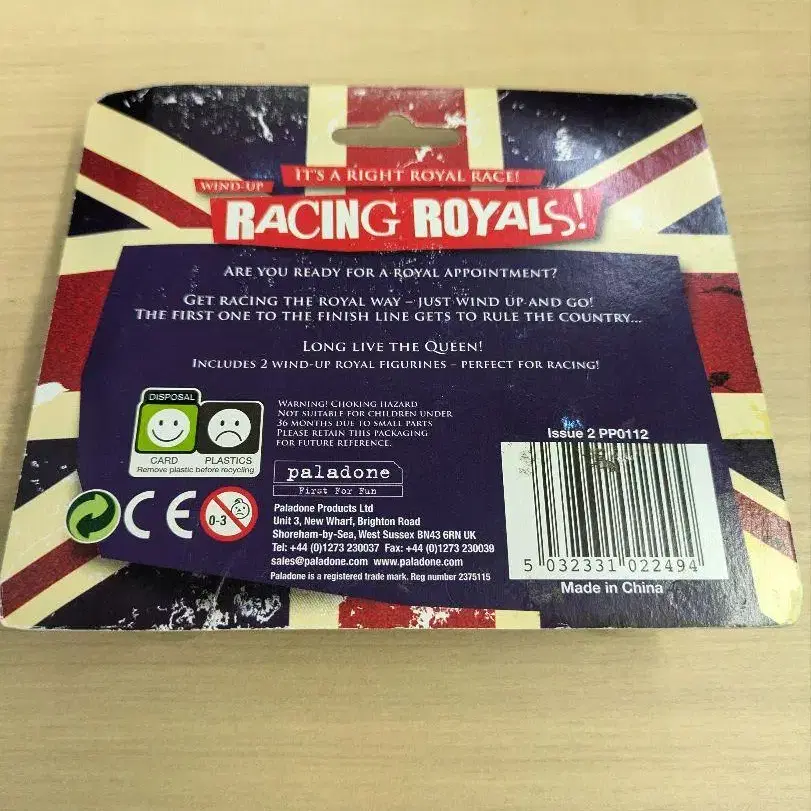 IT'S A RIGHT ROYAL RACE!
WIND-UP
RACING ROYALS!
ARE YOU READY FOR A ROYAL APPOINTMENT?
GET RACING THE ROYAL WAY – JUST WIND UP AND GO!
THE FIRST ONE TO THE FINISH LINE GETS TO RULE THE COUNTRY...
LONG LIVE THE QUEEN!
INCLUDES 2 WIND-UP ROYAL FIGURINES – PERFECT FOR RACING!
DISPOSAL
CARD PLASTICS
Remove plastic before recycling
WARNING! CHOKING HAZARD
NOT SUITABLE FOR CHILDREN UNDER
36 MONTHS DUE TO SMALL PARTS
PLEASE RETAIN THIS PACKAGING
FOR FUTURE REFERENCE.
CE
0-3
paladone
First For Fun
Paladone Products Ltd
Unit 3, New Wharf, Brighton Road
Shoreham-by-Sea, West Sussex BN43 6RN UK
Tel: +44 (0)1273 230037 Fax: +44 (0)1273 230039
sales@paladone.com www.paladone.com
Paladone is a registered trade mark. Reg number 2375115
Issue 2 PP0112
5 032331 022494
Made in China